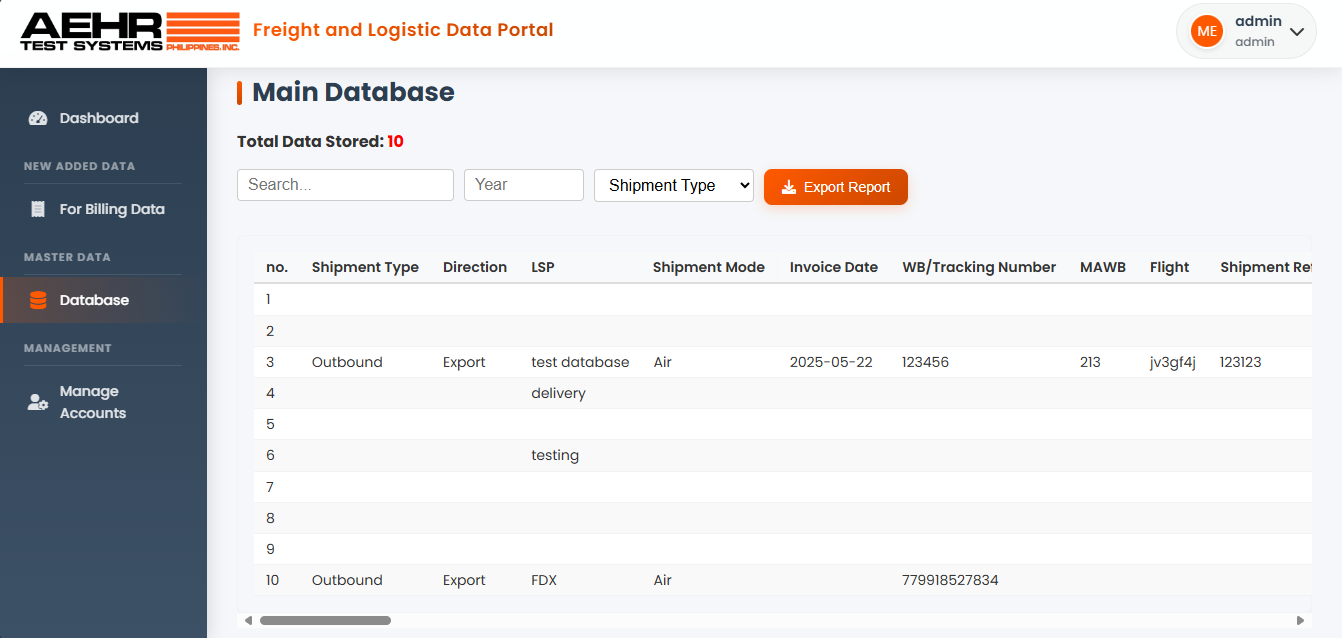 AEHR
TEST SYSTEMS PHILIPPINES, INC.
Freight and Logistic Data Portal
ME
admin
admin
Dashboard
NEW ADDED DATA
For Billing Data
MASTER DATA
Database
MANAGEMENT
Manage
Accounts
Main Database
Total Data Stored: 10
Search... Year Shipment Type Export Report
no. Shipment Type Direction LSP Shipment Mode Invoice Date WB/Tracking Number MAWB Flight Shipment Ref
1
2
3 Outbound Export test database Air 2025-05-22 123456 213 jv3gf4j 123123
4 delivery
5
6 testing
7
8
9
10 Outbound Export FDX Air 779918527834